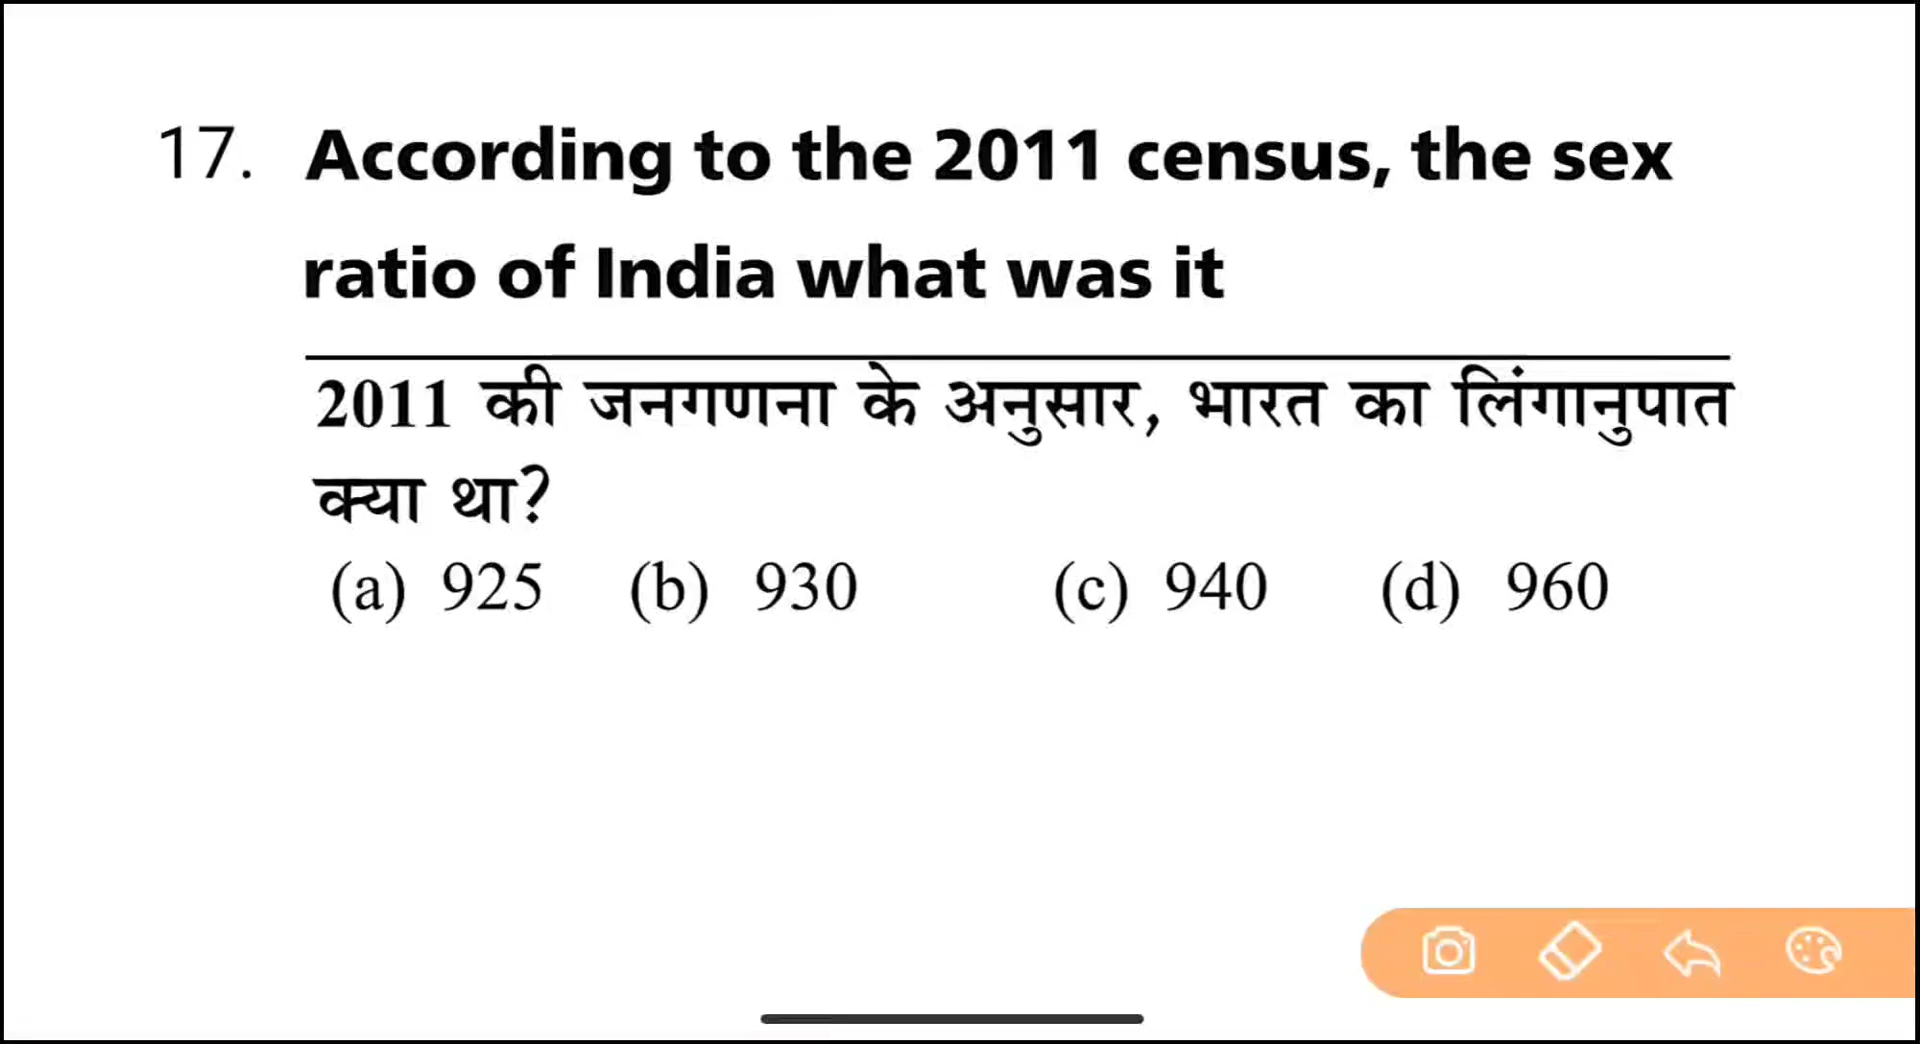 17. According to the 2011 census, the sex
ratio of India what was it
2011 की जनगणना के अनुसार, भारत का लिंगानुपात
क्या था?
(a) 925 (b) 930 (c) 940 (d) 960